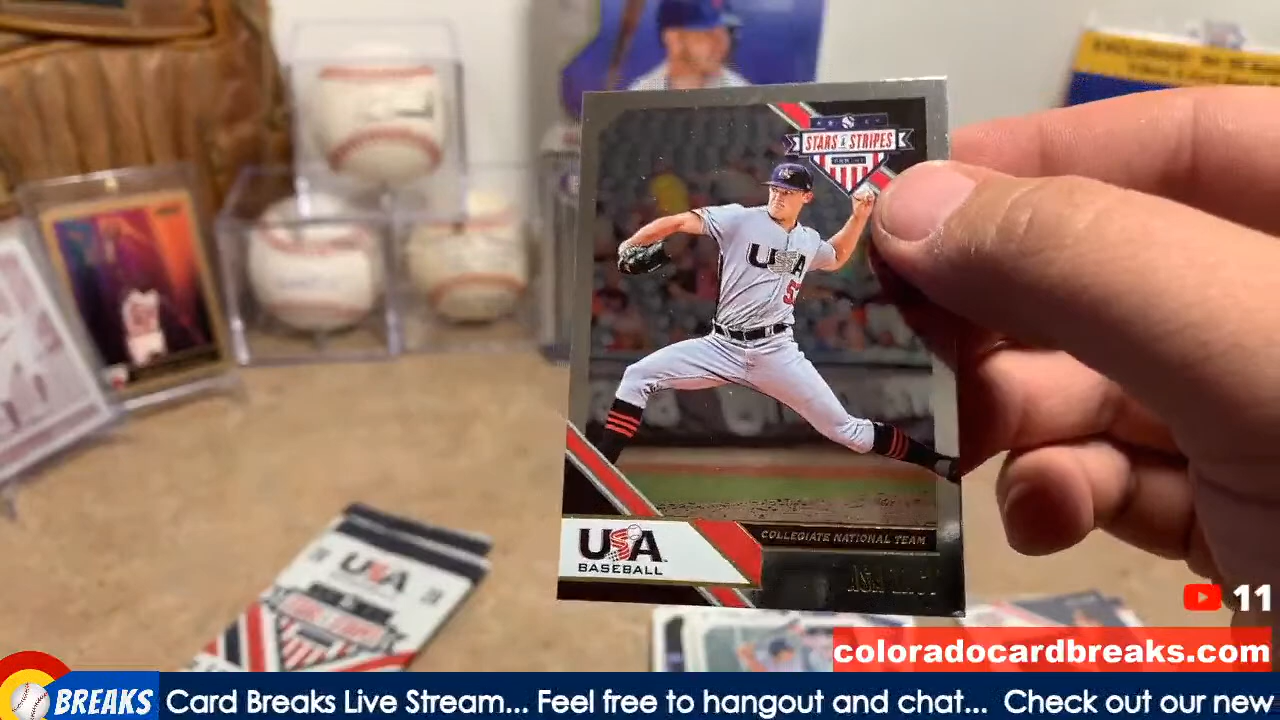 STARS & STRIPES
USA
5
USA
BASEBALL
COLLEGIATE NATIONAL TEAM
USA
11
coloradocardbreaks.com
BREAKS
Card Breaks Live Stream... Feel free to hangout and chat... Check out our new